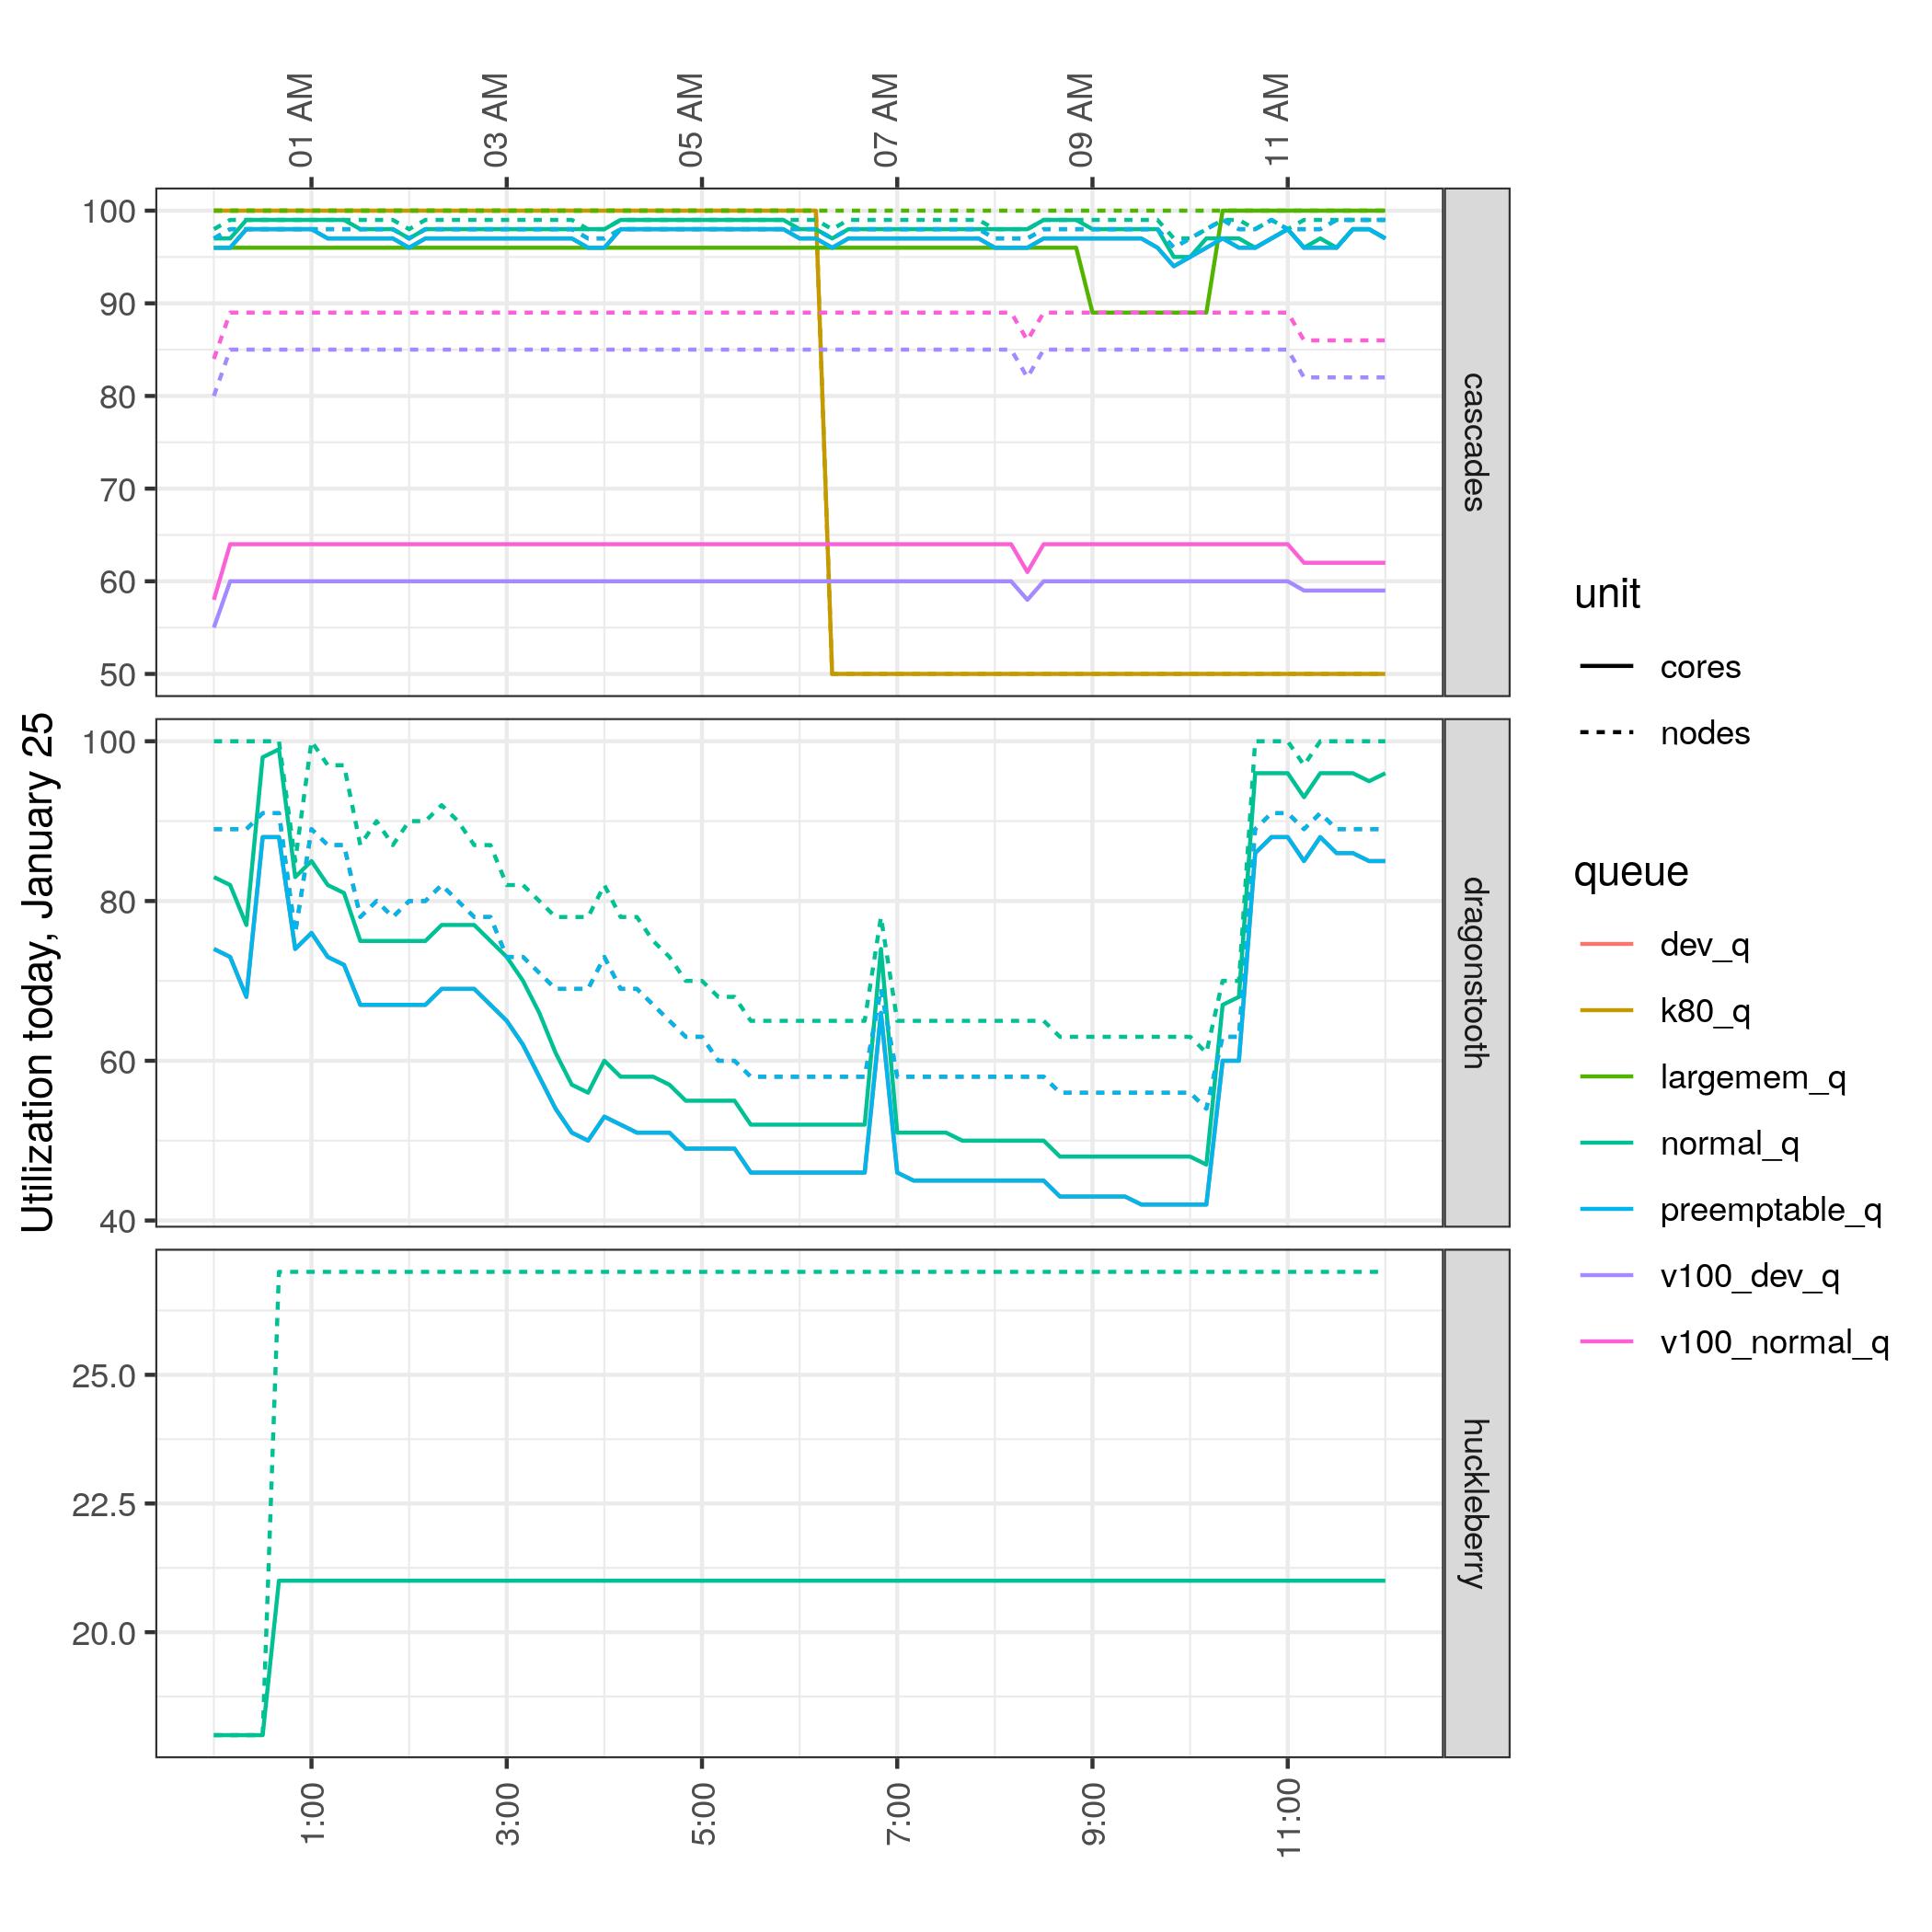 01 AM
03 AM
05 AM
07 AM
09 AM
11 AM
Utilization today, January 25
100
90
80
70
60
50
cascades
100
80
60
40
dragonstooth
25.0
22.5
20.0
huckleberry
1:00
3:00
5:00
7:00
9:00
11:00
unit
cores
nodes
queue
dev_q
k80_q
largemem_q
normal_q
preemptable_q
v100_dev_q
v100_normal_q